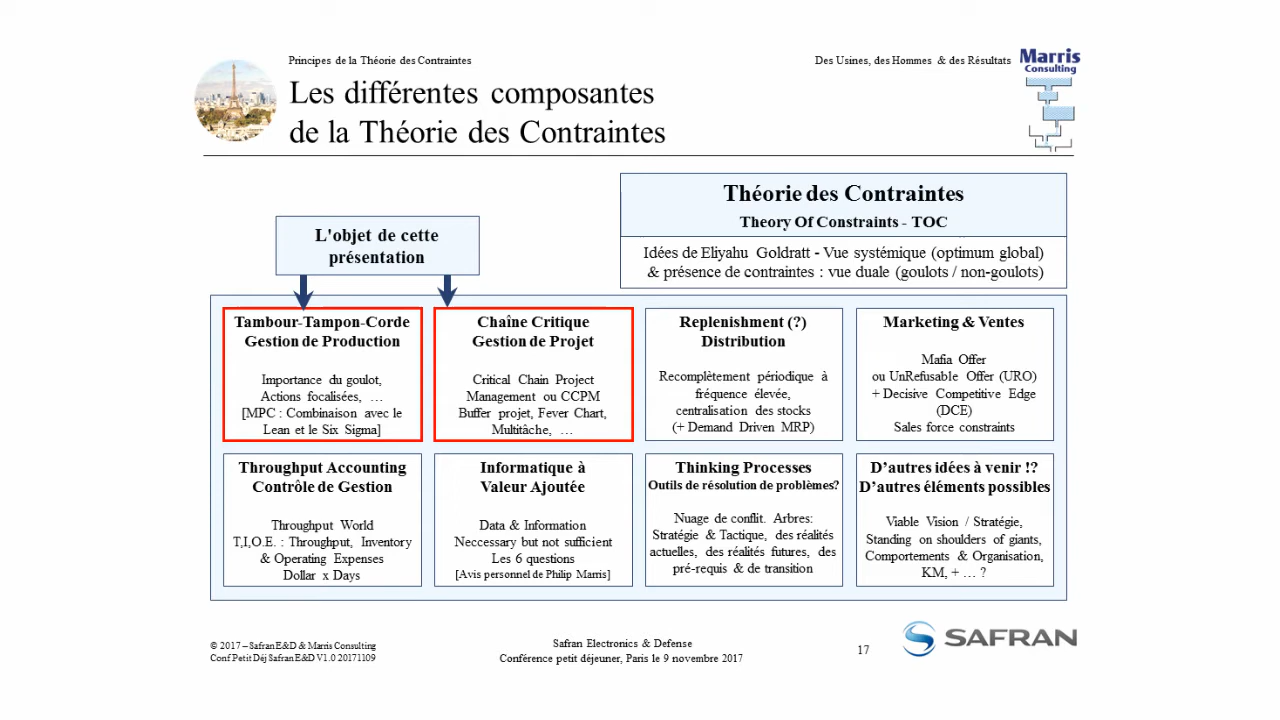 Principes de la Théorie des Contraintes
Des Usines, des Hommes & des Résultats
Marris
Consulting
Les différentes composantes
de la Théorie des Contraintes
Théorie des Contraintes
Theory Of Constraints - TOC
Idées de Eliyahu Goldratt - Vue systémique (optimum global)
& présence de contraintes : vue duale (goulots / non-goulots)
L'objet de cette
présentation
Tambour-Tampon-Corde
Gestion de Production
Importance du goulot,
Actions focalisées, …
[MPC : Combinaison avec le
Lean et le Six Sigma]
Chaîne Critique
Gestion de Projet
Critical Chain Project
Management ou CCPM
Buffer projet, Fever Chart,
Multitâche, …
Replenishment (?)
Distribution
Recomplètement périodique à
fréquence élevée,
centralisation des stocks
(+ Demand Driven MRP)
Marketing & Ventes
Mafia Offer
ou UnRefusable Offer (URO)
+ Decisive Competitive Edge
(DCE)
Sales force constraints
Throughput Accounting
Contrôle de Gestion
Throughput World
T,I,O.E. : Throughput, Inventory
& Operating Expenses
Dollar x Days
Informatique à
Valeur Ajoutée
Data & Information
Neccessary but not sufficient
Les 6 questions
[Avis personnel de Philip Marris]
Thinking Processes
Outils de résolution de problèmes?
Nuage de conflit. Arbres:
Stratégie & Tactique, des réalités
actuelles, des réalités futures, des
pré-requis & de transition
D'autres idées à venir !?
D'autres éléments possibles
Viable Vision / Stratégie,
Standing on shoulders of giants,
Comportements & Organisation,
KM, + … ?
© 2017 – Safran E&D & Marris Consulting
Conf Petit Déj Safran E&D V1.0 20171109
Safran Electronics & Defense
Conférence petit déjeuner, Paris le 9 novembre 2017
17
SAFRAN